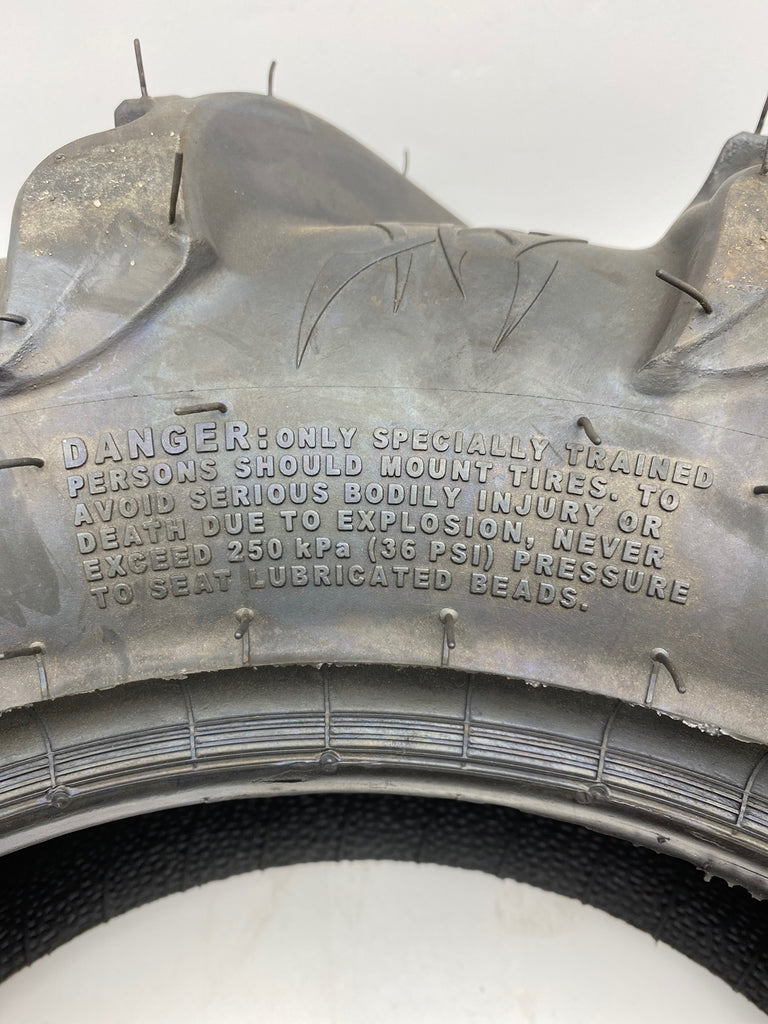 DANGER: ONLY SPECIALLY TRAINED
PERSONS SHOULD MOUNT TIRES. TO
AVOID SERIOUS BODILY INJURY OR
DEATH DUE TO EXPLOSION, NEVER
EXCEED 250 kPa (36 PSI) PRESSURE
TO SEAT LUBRICATED BEADS.